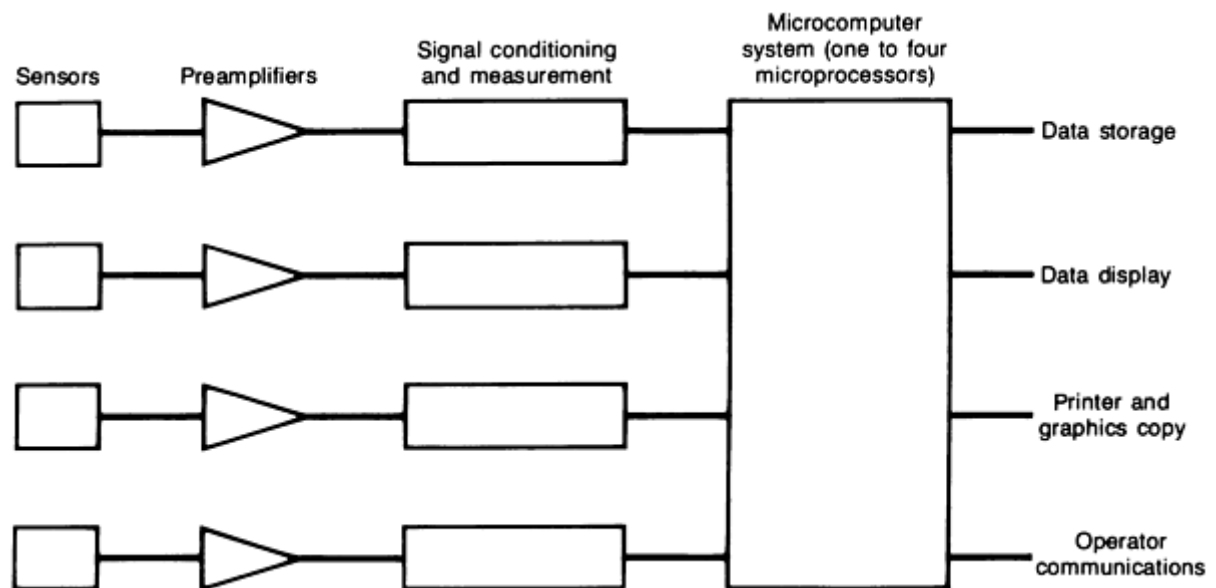 Sensors
Preamplifiers
Signal conditioning
and measurement
Microcomputer
system (one to four
microprocessors)
Data storage
Data display
Printer and
graphics copy
Operator
communications